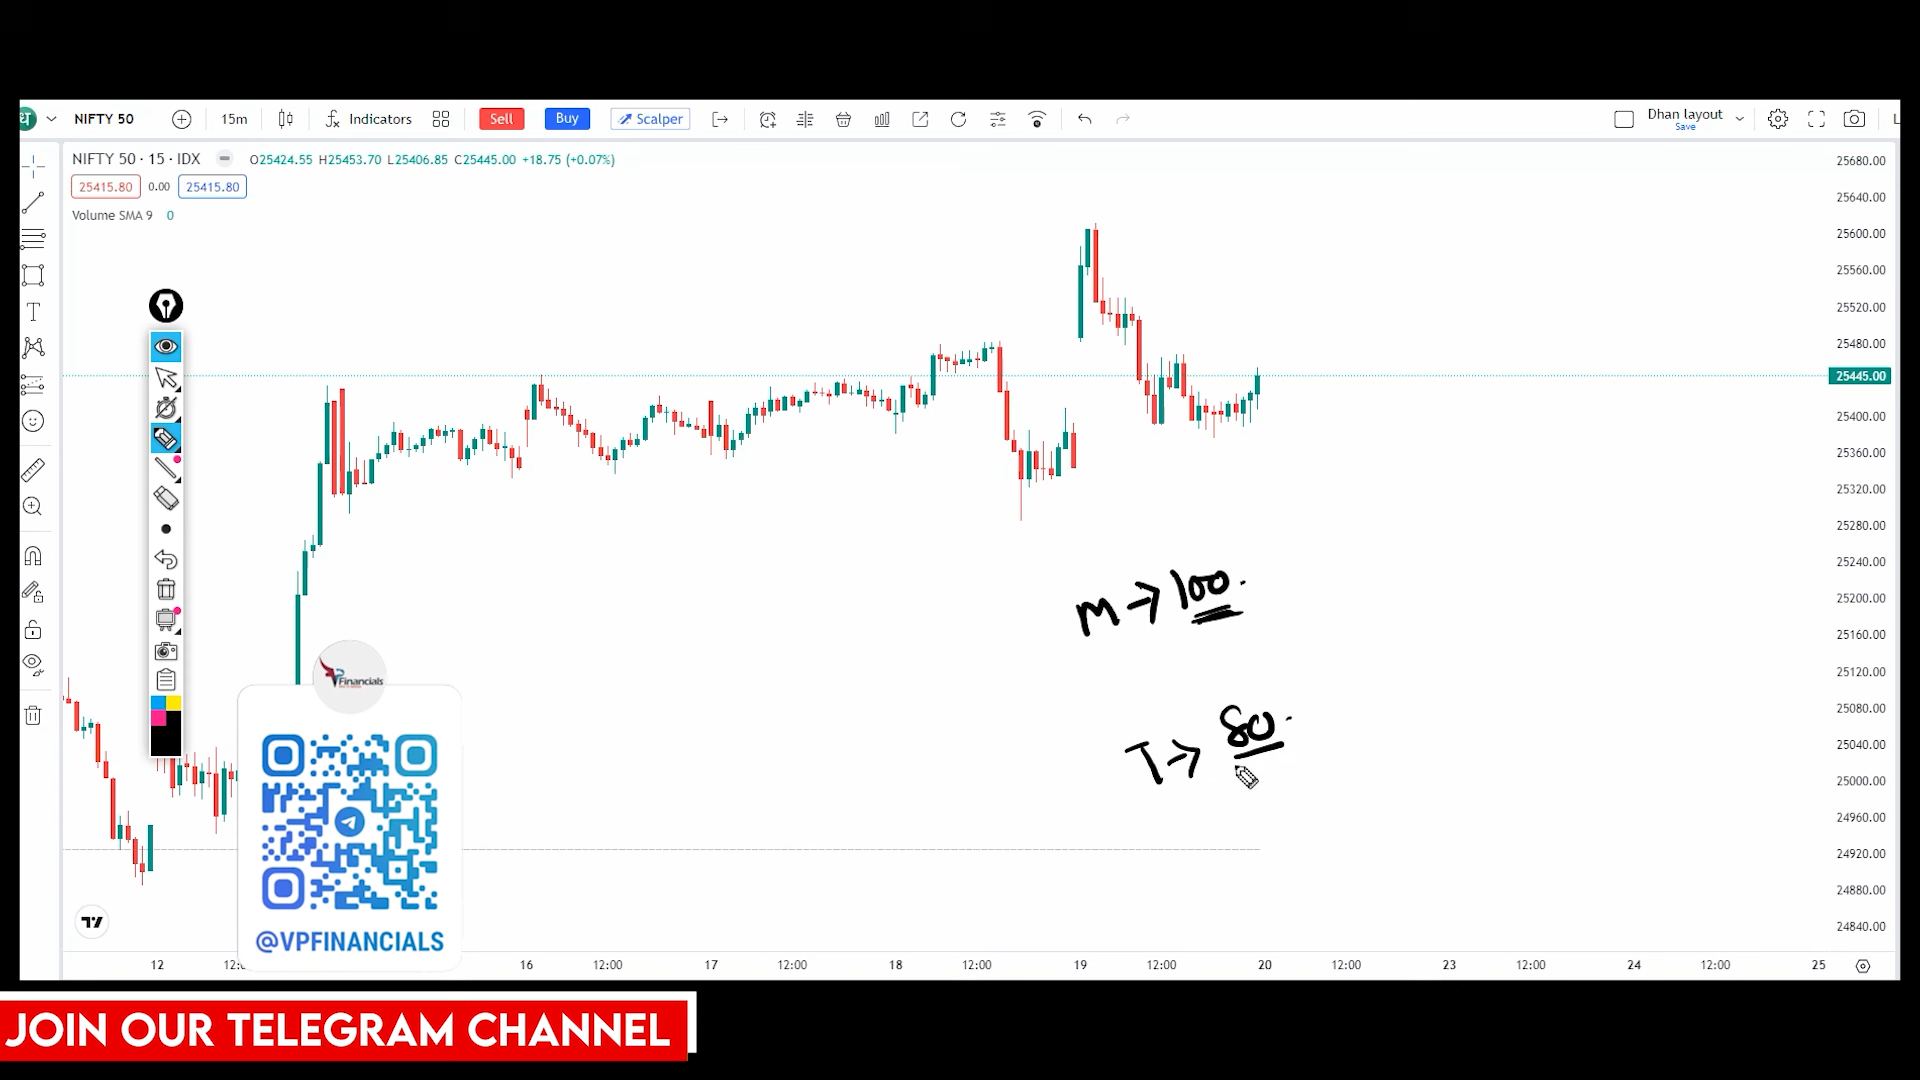 NIFTY 50 15m Indicators Sell Buy Scalper Dhan layout
Save
NIFTY 50 · 15 · IDX O25424.55 H25453.70 L25406.85 C25445.00 +18.75 (+0.07%)
25415.80 0.00 25415.80
Volume SMA 9 0
25680.00
25640.00
25600.00
25560.00
25520.00
25480.00
25445.00
25400.00
25360.00
25320.00
25280.00
25240.00
25200.00
25160.00
25120.00
25080.00
25040.00
25000.00
24960.00
24920.00
24880.00
24840.00
M → 100.
T → 80.
Financials
@VPFINANCIALS
12 12:0 16 12:00 17 12:00 18 12:00 19 12:00 20 12:00 23 12:00 24 12:00 25
JOIN OUR TELEGRAM CHANNEL